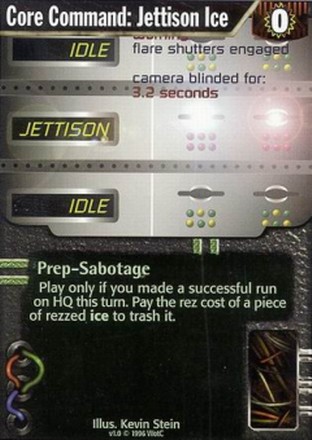 Core Command: Jettison Ice
0
warning
flare shutters engaged
IDLE
camera blinded for:
3.2 seconds
JETTISON
IDLE
Prep-Sabotage
Play only if you made a successful run
on HQ this turn. Pay the rez cost of a piece
of rezzed ice to trash it.
Illus. Kevin Stein
v1.0 © 1996 WotC